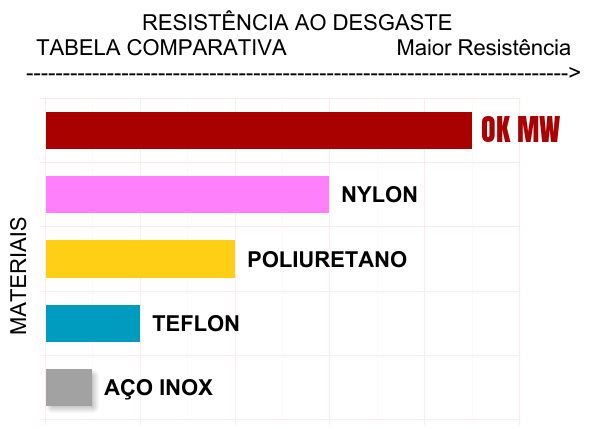 RESISTÊNCIA AO DESGASTE
TABELA COMPARATIVA Maior Resistência
-------------------------------------------------------------------------->
OK MW
NYLON
POLIURETANO
TEFLON
AÇO INOX
MATERIAIS